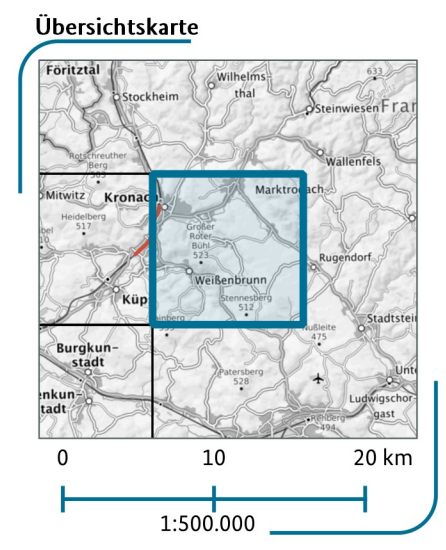 Übersichtskarte
Föritztal
Wilhelms-
thal
633
Stockheim
Steinwiesen
Fran
Rotschreuther
Berg
Wallenfels
Mitwitz
Kronach
Marktrodach
Heidelberg
517
Großer
Roter
Bühl
523
Rugendorf
Weißenbrunn
Küp
Stennesberg
512
Stadtstei
Nußleite
475
Burgkun-
stadt
Patersberg
528
Unte
enkun-
tadt
Ludwigschor-
gast
Rehberg
494
0 10 20 km
1:500.000